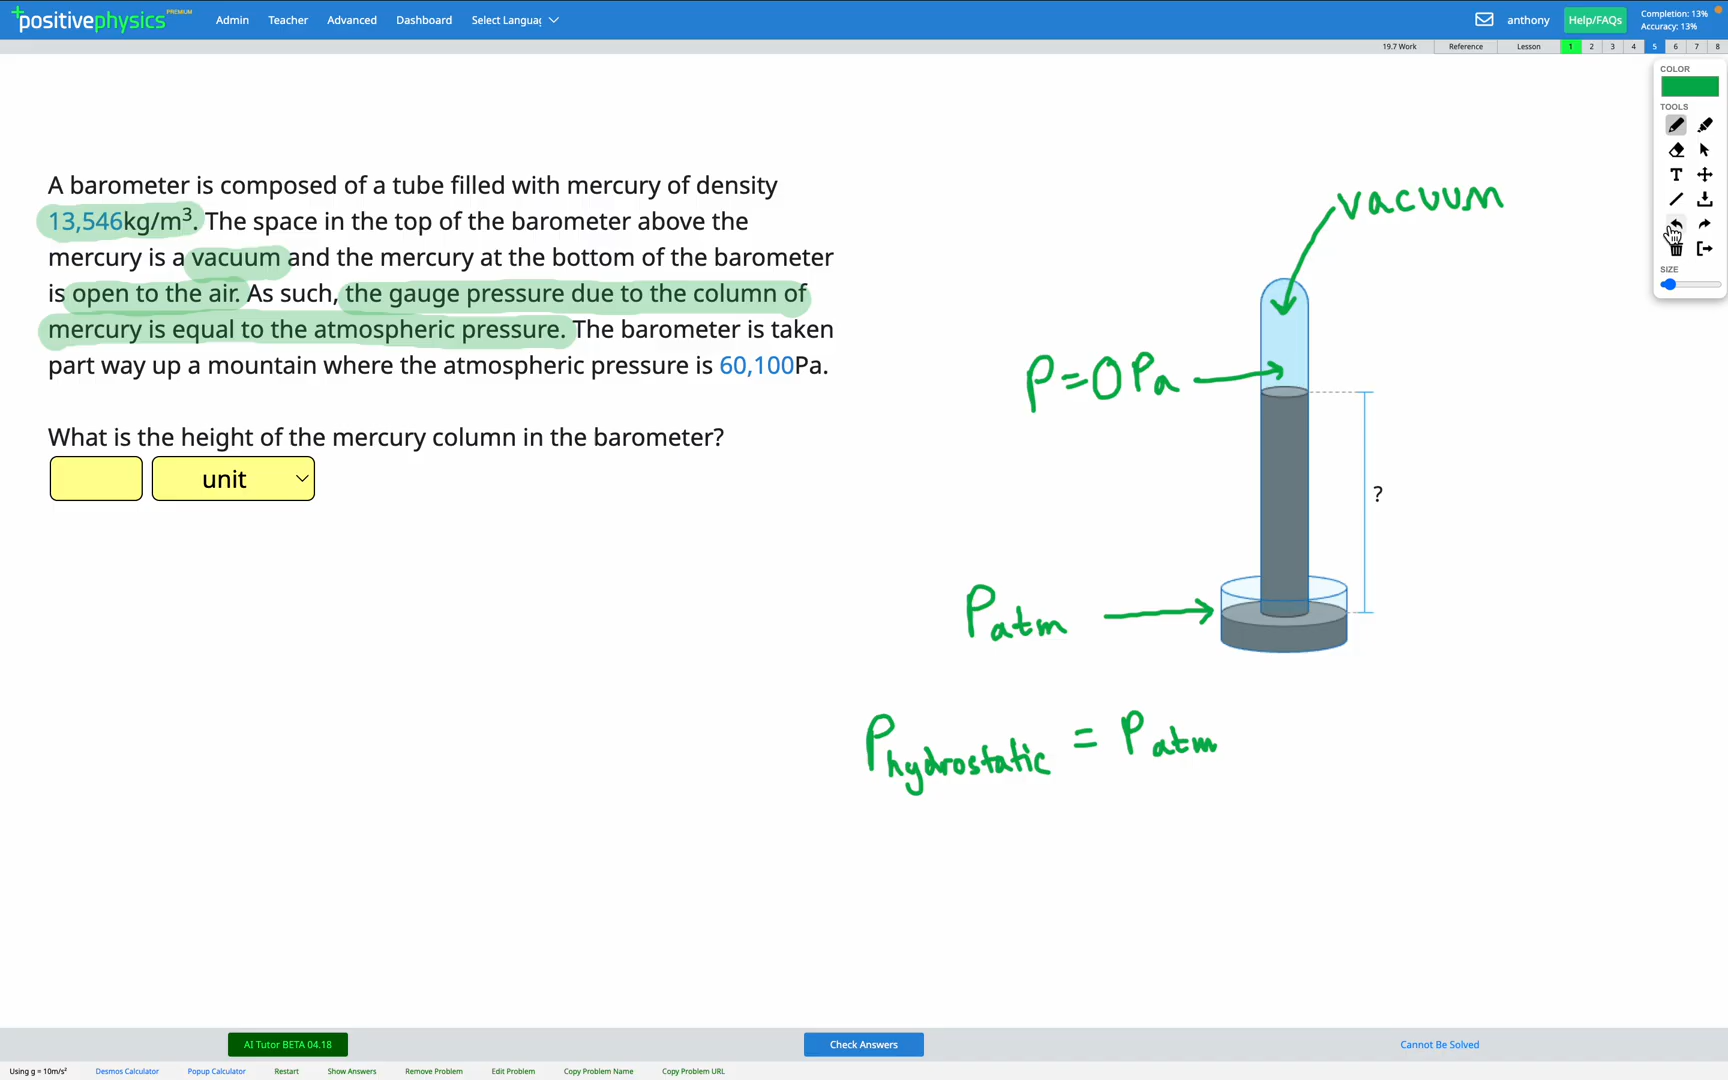 +positivephysics PREMIUM
Admin Teacher Advanced Dashboard Select Languag
anthony Help/FAQs Completion: 13%
Accuracy: 13%
19.7 Work Reference Lesson 1 2 3 4 5 6 7 8
COLOR
TOOLS
T
SIZE
A barometer is composed of a tube filled with mercury of density
13,546kg/m³. The space in the top of the barometer above the
mercury is a vacuum and the mercury at the bottom of the barometer
is open to the air. As such, the gauge pressure due to the column of
mercury is equal to the atmospheric pressure. The barometer is taken
part way up a mountain where the atmospheric pressure is 60,100Pa.
What is the height of the mercury column in the barometer?
unit
vacuum
P=0Pa
?
Patm
Phydrostatic = Patm
AI Tutor BETA 04.18 Check Answers Cannot Be Solved
Using g = 10m/s² Desmos Calculator Popup Calculator Restart Show Answers Remove Problem Edit Problem Copy Problem Name Copy Problem URL